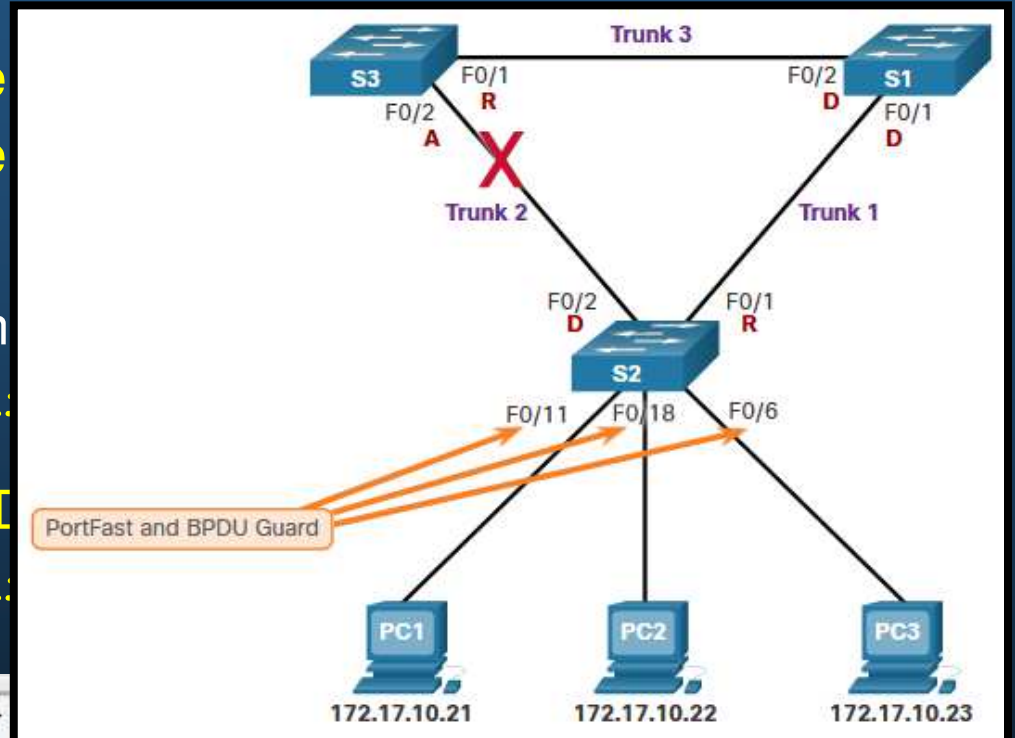 Trunk 3
S3
F0/1
R
F0/2
D
S1
F0/2
A
F0/1
D
Trunk 2
Trunk 1
F0/2
D
F0/1
R
S2
F0/11
F0/18
F0/6
PortFast and BPDU Guard
PC1
PC2
PC3
172.17.10.21
172.17.10.22
172.17.10.23